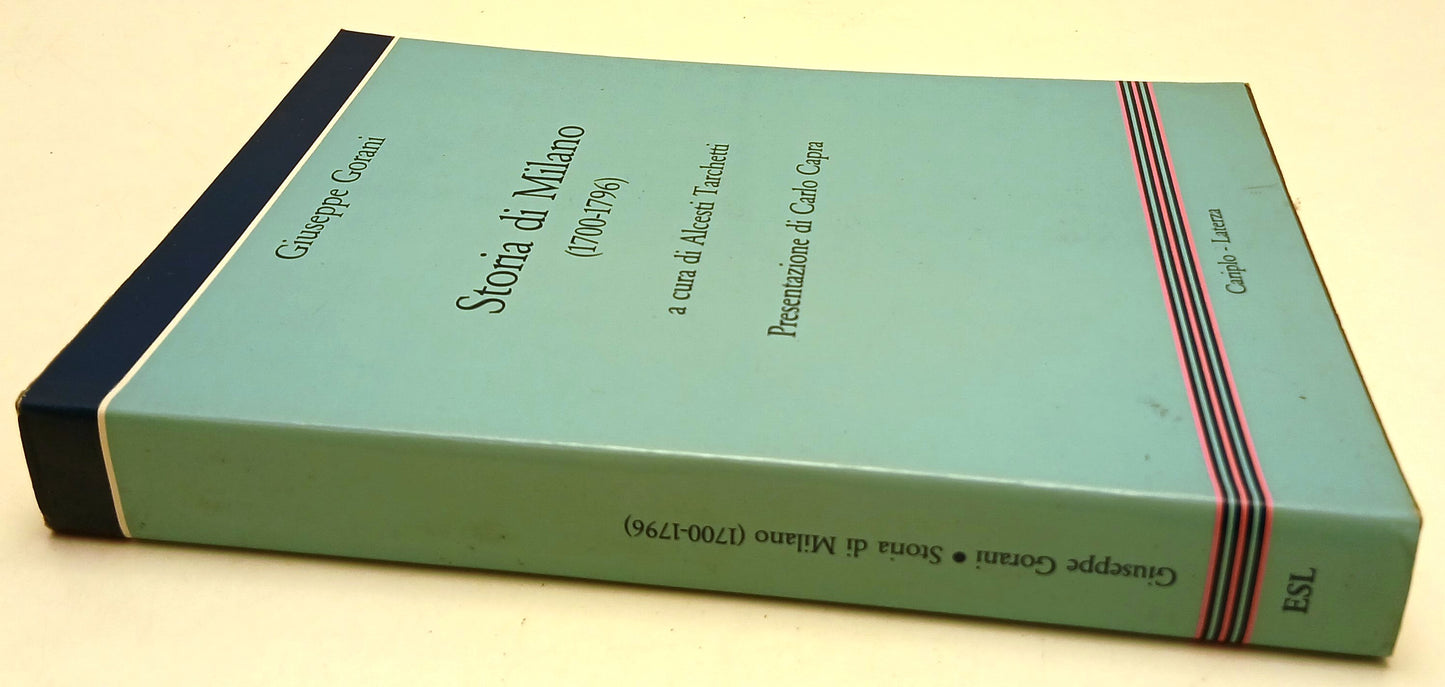 Giuseppe Gorani
Storia di Milano
(1700-1796)
a cura di Alcesti Tarchetti
Presentazione di Carlo Capra
Cariplo - Laterza
Giuseppe Gorani • Storia di Milano (1700-1796)
ESL